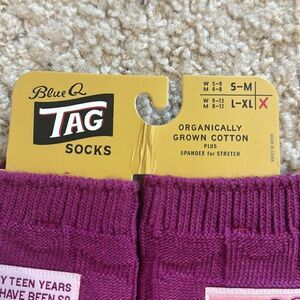 Blue Q
TAG
SOCKS
W 5-9
M 4-8
S-M
W 9-13
M 8-12
L-XL X
ORGANICALLY
GROWN COTTON
PLUS
SPANDEX for STRETCH
Y TEEN YEARS
HAVE BEEN SO